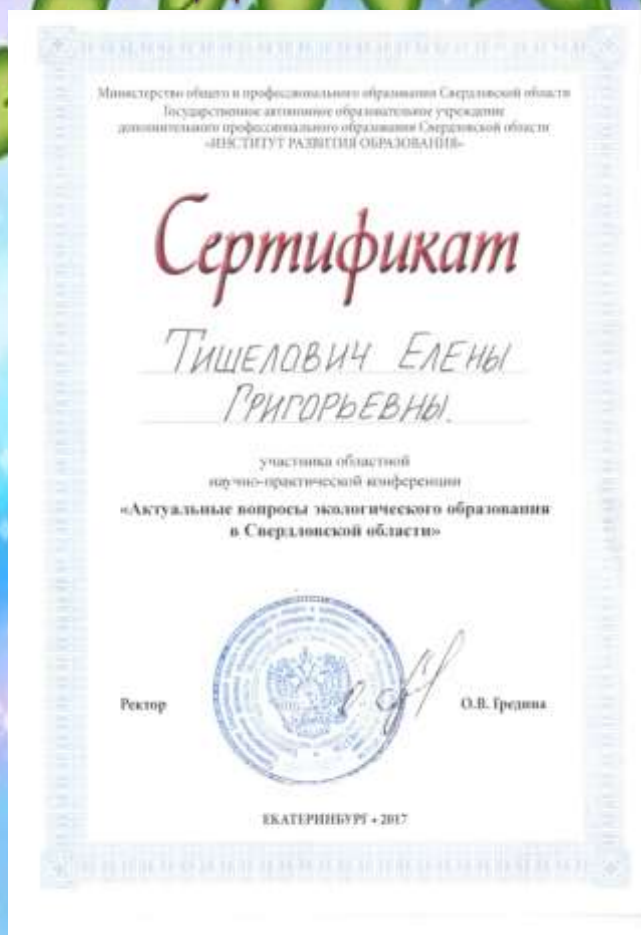 Министерство общего и профессионального образования Свердловской области
Государственное автономное образовательное учреждение
дополнительного профессионального образования Свердловской области
«ИНСТИТУТ РАЗВИТИЯ ОБРАЗОВАНИЯ»
Сертификат
ТИШЕЛОВИЧ ЕЛЕНЫ
ГРИГОРЬЕВНЫ.
участника областной
научно-практической конференции
«Актуальные вопросы экологического образования
в Свердловской области»
Ректор
О.В. Гредина
ЕКАТЕРИНБУРГ • 2017